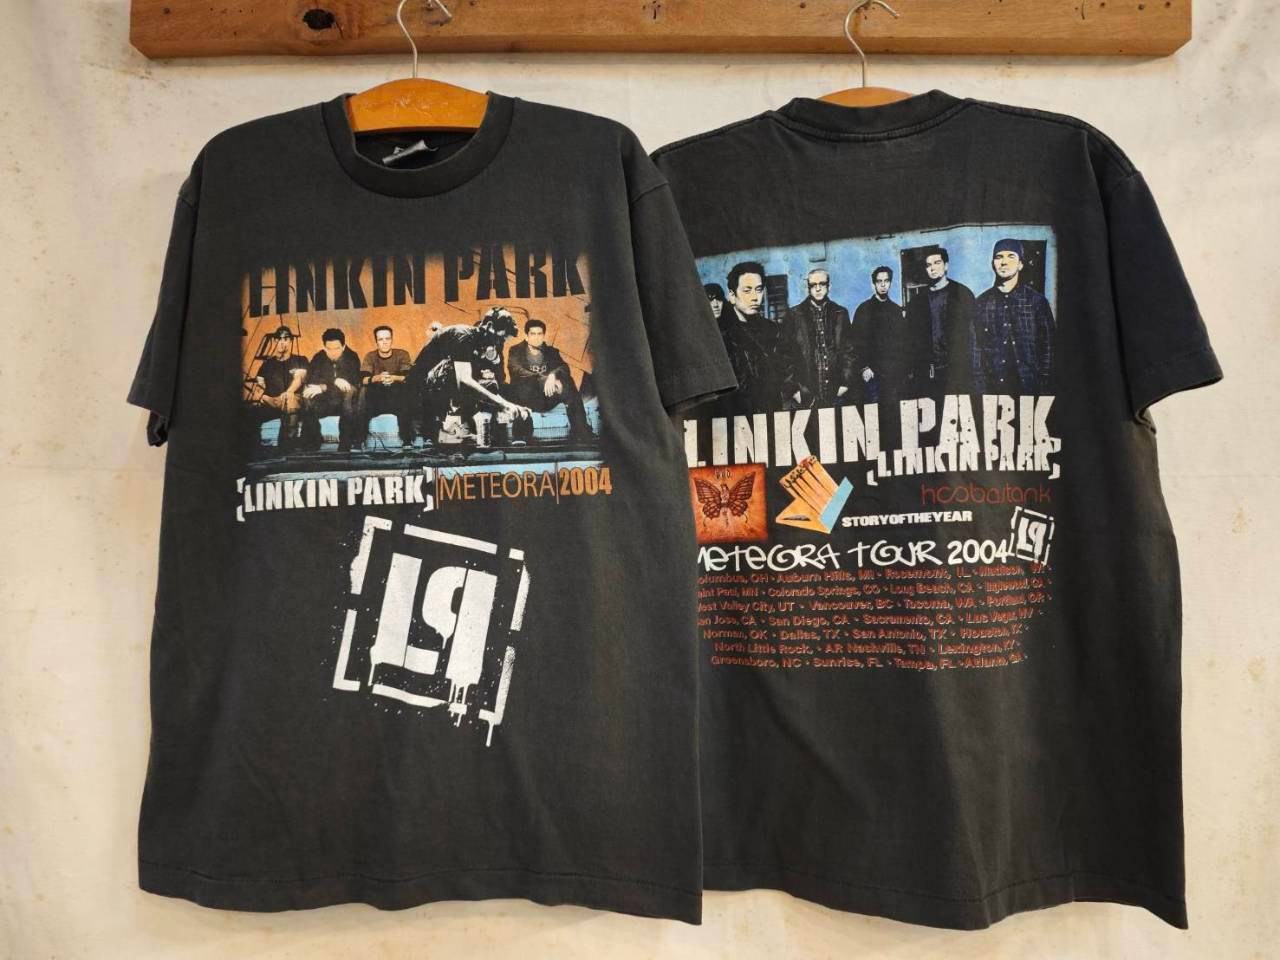 LINKIN PARK
[LINKIN PARK] METEORA 2004
LP
LINKIN PARK
[LINKIN PARK]
hoobastank
STORYOFTHEYEAR
METEORA TOUR 2004 LP
Columbus, OH • Auburn Hills, MI • Rosemont, IL • Madison, WI •
Saint Paul, MN • Colorado Springs, CO • Long Beach, CA • Inglewood, CA •
West Valley City, UT • Vancouver, BC • Tacoma, WA • Portland, OR •
San Jose, CA • San Diego, CA • Sacramento, CA • Las Vegas, NV •
Norman, OK • Dallas, TX • San Antonio, TX • Houston, TX •
North Little Rock, • AR Nashville, TN • Lexington, KY •
Greensboro, NC • Sunrise, FL • Tampa, FL • Atlanta, GA •